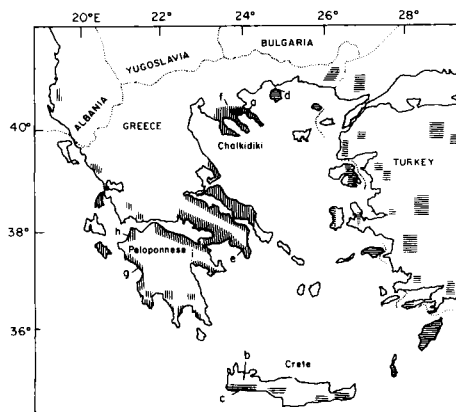 20°E 22° 24° 26° 28°
BULGARIA
YUGOSLAVIA
ALBANIA
f
a
d
40°
GREECE
Chalkidiki
TURKEY
38°
h
Peloponnese
i
e
g
36°
Crete
b
c